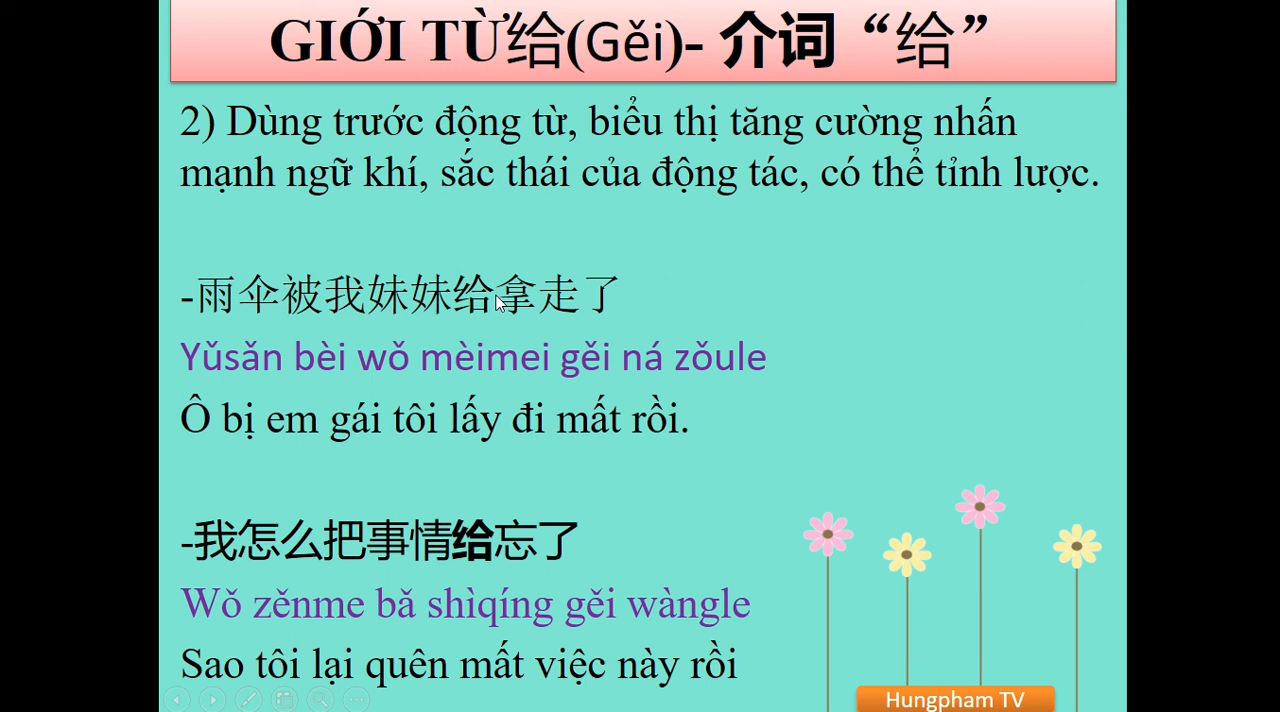 GIỚI TỪ给(Gěi)- 介词“给”
2) Dùng trước động từ, biểu thị tăng cường nhấn
mạnh ngữ khí, sắc thái của động tác, có thể tỉnh lược.
-雨伞被我妹妹给拿走了
Yǔsǎn bèi wǒ mèimei gěi ná zǒule
Ô bị em gái tôi lấy đi mất rồi.
-我怎么把事情给忘了
Wǒ zěnme bǎ shìqíng gěi wàngle
Sao tôi lại quên mất việc này rồi
Hungpham TV